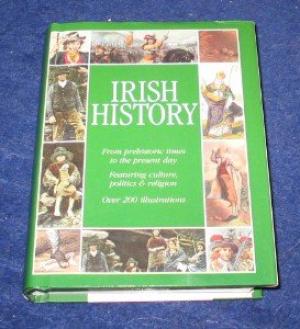 IRISH
HISTORY
From prehistoric times
to the present day
Featuring culture,
politics & religion
Over 200 illustrations